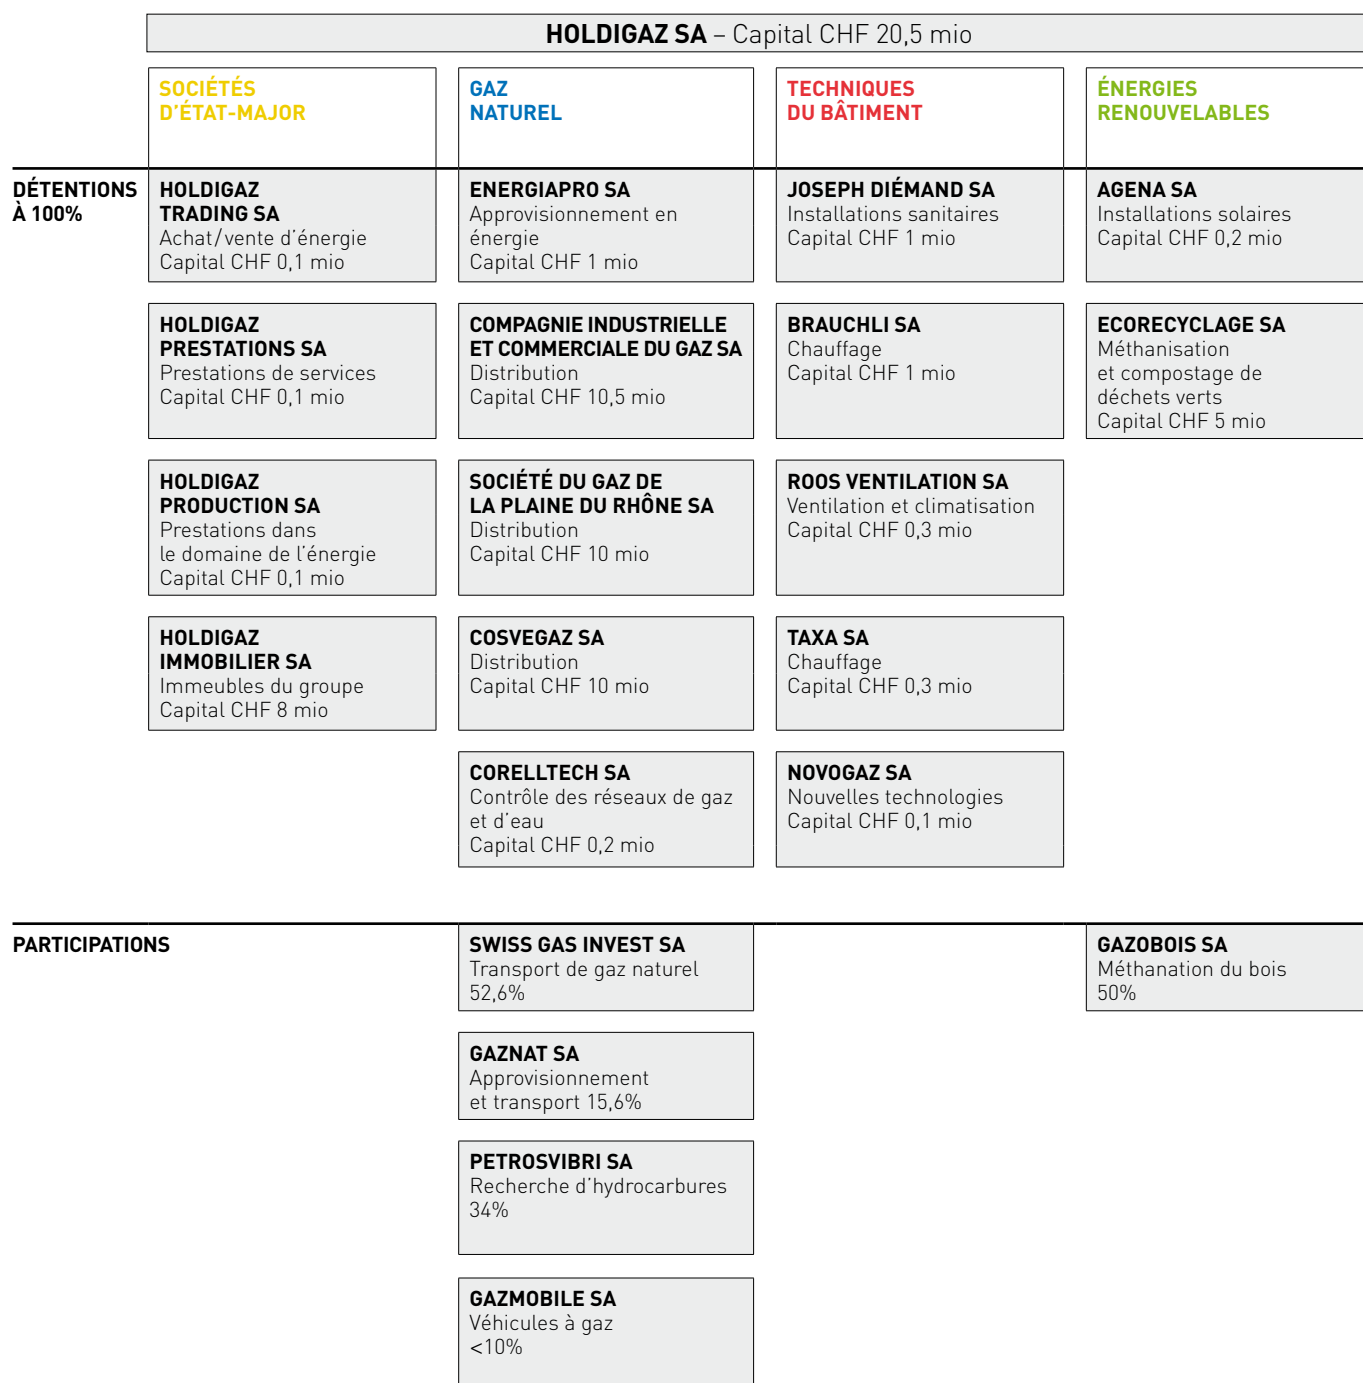 HOLDIGAZ SA – Capital CHF 20,5 mio
SOCIÉTÉS
D'ÉTAT-MAJOR
GAZ
NATUREL
TECHNIQUES
DU BÂTIMENT
ÉNERGIES
RENOUVELABLES
DÉTENTIONS
À 100%
HOLDIGAZ
TRADING SA
Achat/vente d'énergie
Capital CHF 0,1 mio
ENERGIAPRO SA
Approvisionnement en
énergie
Capital CHF 1 mio
JOSEPH DIÉMAND SA
Installations sanitaires
Capital CHF 1 mio
AGENA SA
Installations solaires
Capital CHF 0,2 mio
HOLDIGAZ
PRESTATIONS SA
Prestations de services
Capital CHF 0,1 mio
COMPAGNIE INDUSTRIELLE
ET COMMERCIALE DU GAZ SA
Distribution
Capital CHF 10,5 mio
BRAUCHLI SA
Chauffage
Capital CHF 1 mio
ECORECYCLAGE SA
Méthanisation
et compostage de
déchets verts
Capital CHF 5 mio
HOLDIGAZ
PRODUCTION SA
Prestations dans
le domaine de l'énergie
Capital CHF 0,1 mio
SOCIÉTÉ DU GAZ DE
LA PLAINE DU RHÔNE SA
Distribution
Capital CHF 10 mio
ROOS VENTILATION SA
Ventilation et climatisation
Capital CHF 0,3 mio
HOLDIGAZ
IMMOBILIER SA
Immeubles du groupe
Capital CHF 8 mio
COSVEGAZ SA
Distribution
Capital CHF 10 mio
TAXA SA
Chauffage
Capital CHF 0,3 mio
CORELLTECH SA
Contrôle des réseaux de gaz
et d'eau
Capital CHF 0,2 mio
NOVOGAZ SA
Nouvelles technologies
Capital CHF 0,1 mio
PARTICIPATIONS
SWISS GAS INVEST SA
Transport de gaz naturel
52,6%
GAZOBOIS SA
Méthanation du bois
50%
GAZNAT SA
Approvisionnement
et transport 15,6%
PETROSVIBRI SA
Recherche d'hydrocarbures
34%
GAZMOBILE SA
Véhicules à gaz
<10%